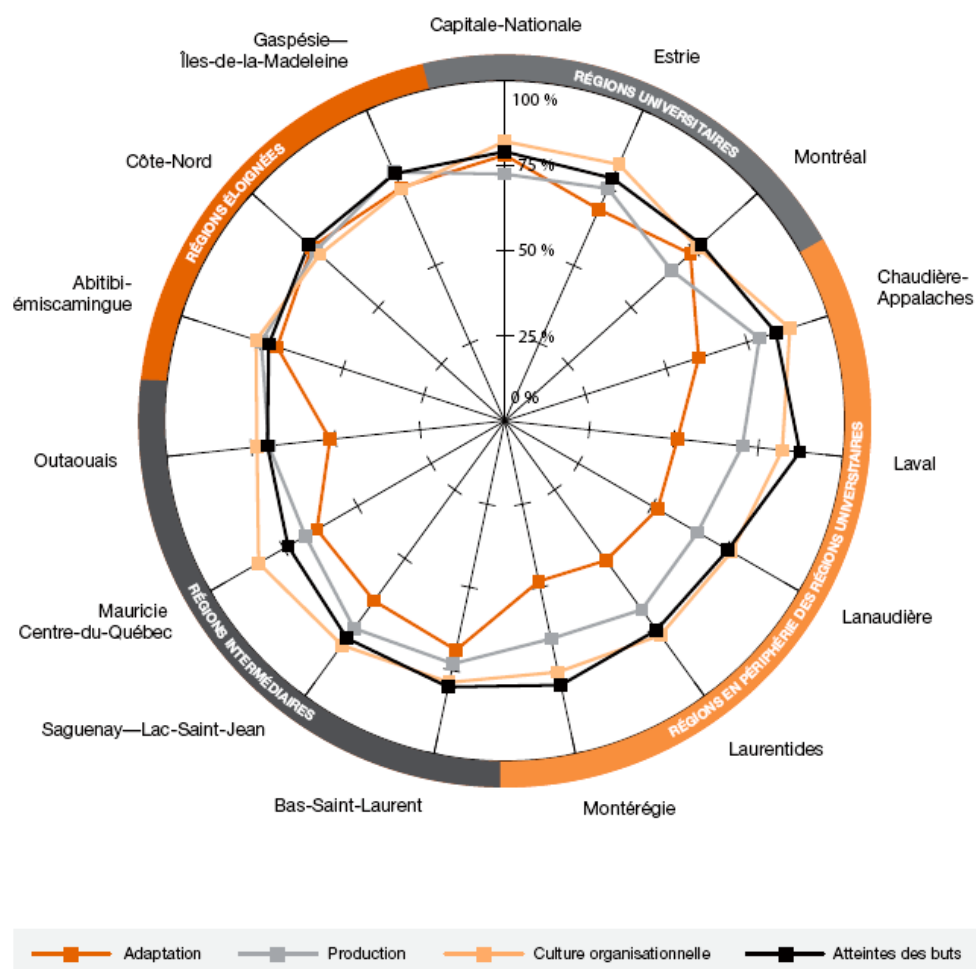 Capitale-Nationale
Gaspésie—
Îles-de-la-Madeleine
Estrie
RÉGIONS UNIVERSITAIRES
100 %
Côte-Nord
Montréal
RÉGIONS ÉLOIGNÉES
75 %
50 %
Abitibi-
émiscamingue
Chaudière-
Appalaches
25 %
0 %
Outaouais
Laval
RÉGIONS EN PÉRIPHÉRIE DES RÉGIONS UNIVERSITAIRES
Mauricie
Centre-du-Québec
RÉGIONS INTERMÉDIAIRES
Lanaudière
Saguenay—Lac-Saint-Jean
Laurentides
Bas-Saint-Laurent
Montérégie
Adaptation
Production
Culture organisationnelle
Atteintes des buts